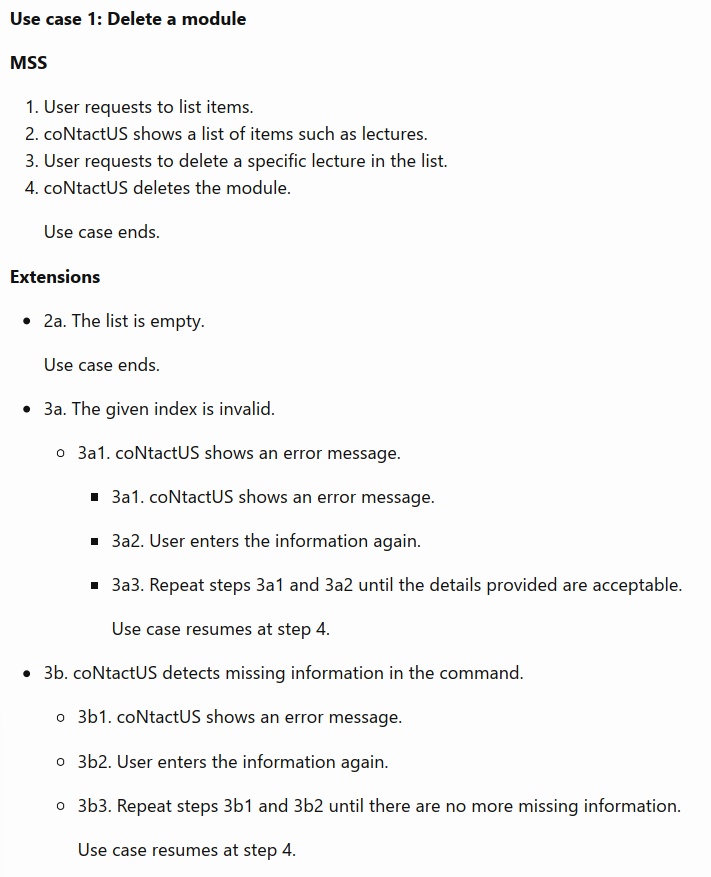 Use case 1: Delete a module
MSS
1. User requests to list items.
2. coNtactUS shows a list of items such as lectures.
3. User requests to delete a specific lecture in the list.
4. coNtactUS deletes the module.
Use case ends.
Extensions
• 2a. The list is empty.
Use case ends.
• 3a. The given index is invalid.
○ 3a1. coNtactUS shows an error message.
■ 3a1. coNtactUS shows an error message.
■ 3a2. User enters the information again.
■ 3a3. Repeat steps 3a1 and 3a2 until the details provided are acceptable.
Use case resumes at step 4.
• 3b. coNtactUS detects missing information in the command.
○ 3b1. coNtactUS shows an error message.
○ 3b2. User enters the information again.
○ 3b3. Repeat steps 3b1 and 3b2 until there are no more missing information.
Use case resumes at step 4.